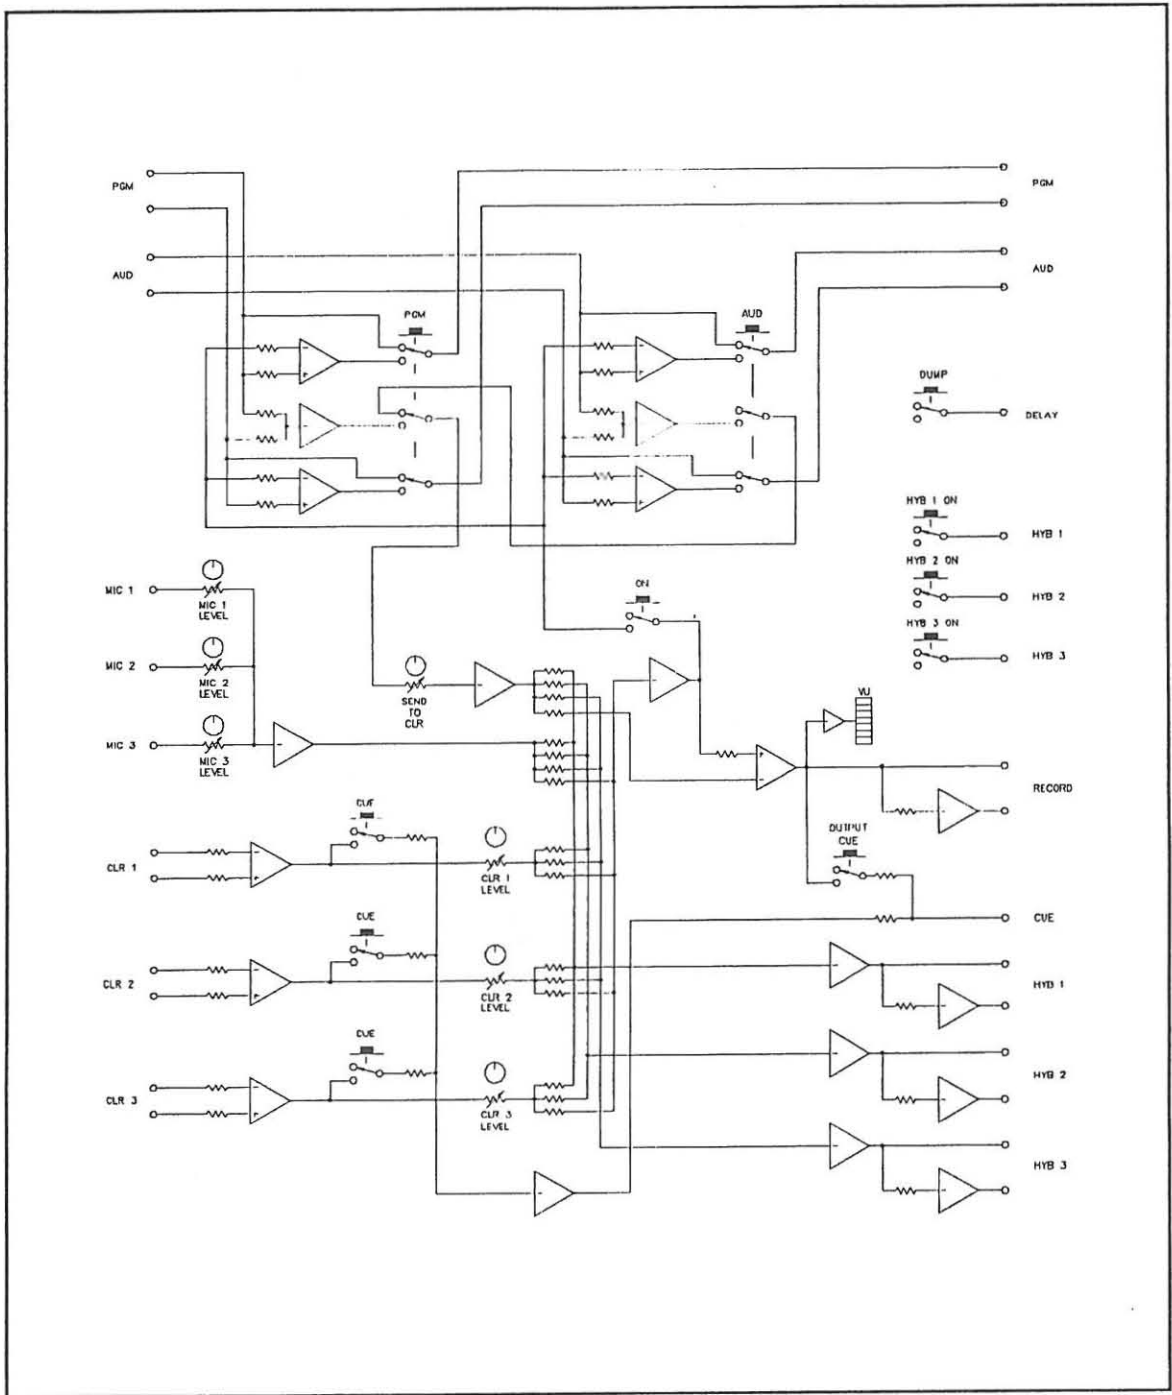 PGM
PGM
AUD
AUD
PGM
AUD
DUMP
DELAY
HYB 1 ON
HYB 1
HYB 2 ON
HYB 2
HYB 3 ON
HYB 3
MIC 1
MIC 1
LEVEL
MIC 2
MIC 2
LEVEL
MIC 3
MIC 3
LEVEL
ON
SEND
TO
CLR
VU
RECORD
CUE
OUTPUT
CUE
CLR 1
CLR 1
LEVEL
CUE
CUE
CLR 2
CLR 2
LEVEL
HYB 1
CUE
CLR 3
CLR 3
LEVEL
HYB 2
HYB 3